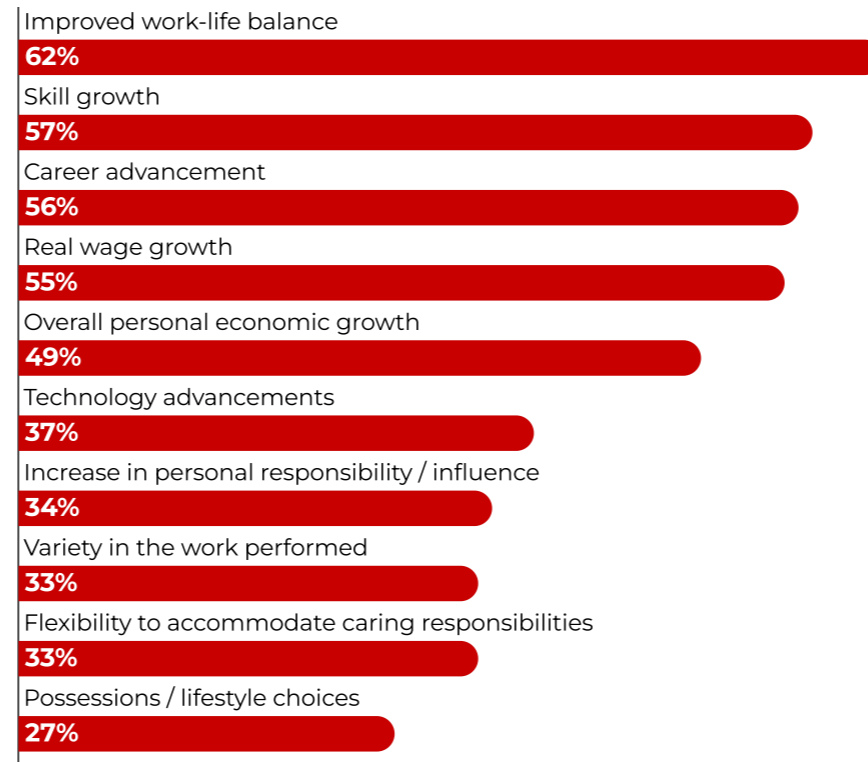 Improved work-life balance
62%
Skill growth
57%
Career advancement
56%
Real wage growth
55%
Overall personal economic growth
49%
Technology advancements
37%
Increase in personal responsibility / influence
34%
Variety in the work performed
33%
Flexibility to accommodate caring responsibilities
33%
Possessions / lifestyle choices
27%